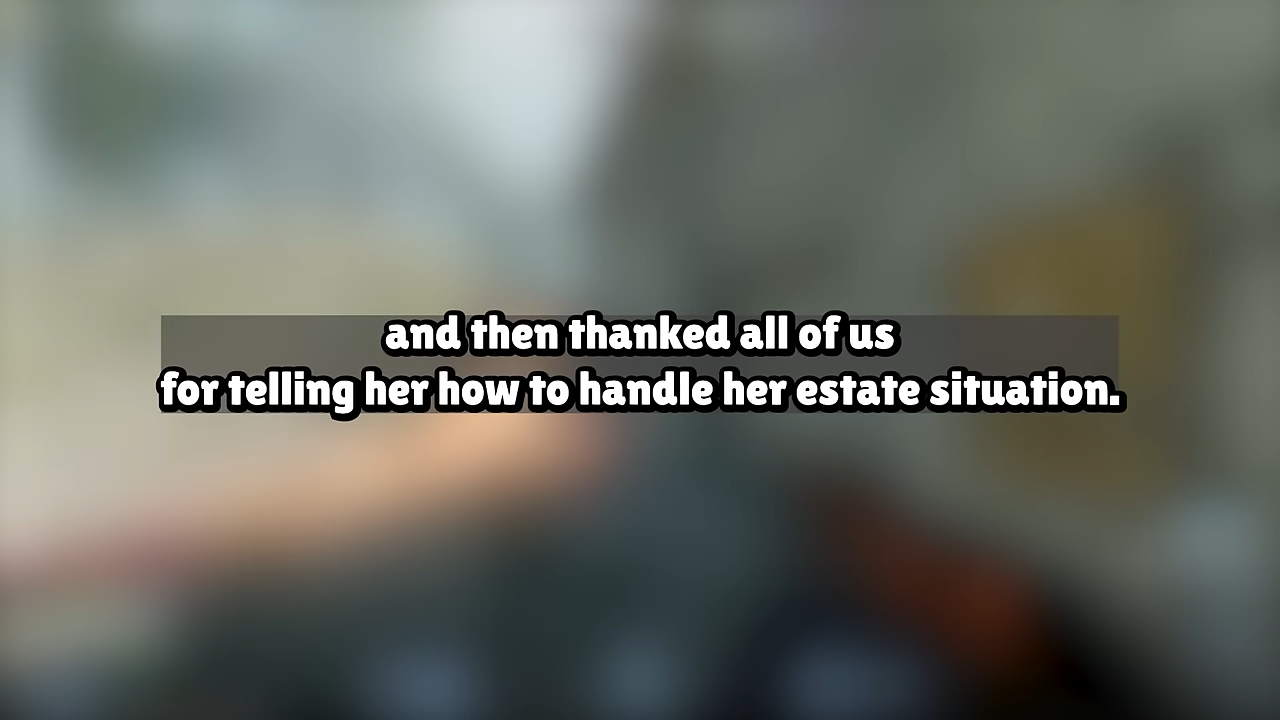 and then thanked all of us
for telling her how to handle her estate situation.